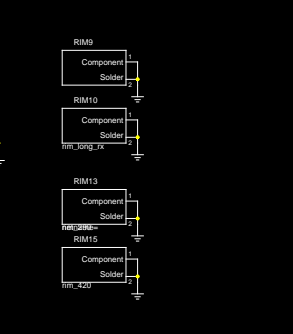 RIM9
Component 1
Solder 2
RIM10
Component 1
Solder 2
nm_long_rx
RIM13
Component 1
Solder 2
RIM15
Component 1
Solder 2
nm_420